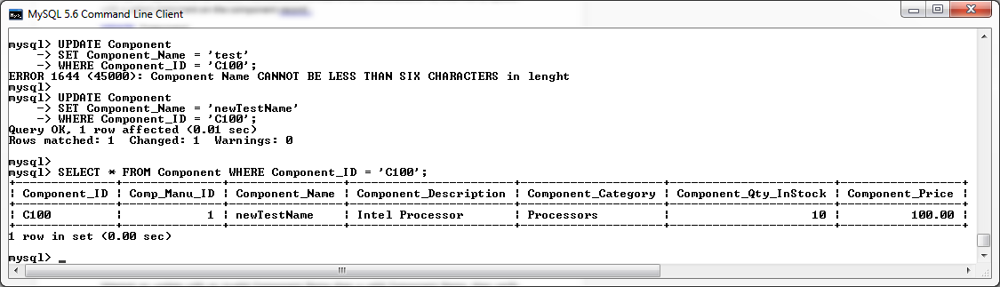 MySQL 5.6 Command Line Client
mysql> UPDATE Component
    -> SET Component_Name = 'test'
    -> WHERE Component_ID = 'C100';
ERROR 1644 (45000): Component Name CANNOT BE LESS THAN SIX CHARACTERS in lenght
mysql>
mysql> UPDATE Component
    -> SET Component_Name = 'newTestName'
    -> WHERE Component_ID = 'C100';
Query OK, 1 row affected (0.01 sec)
Rows matched: 1  Changed: 1  Warnings: 0
mysql>
mysql> SELECT * FROM Component WHERE Component_ID = 'C100';
| Component_ID | Comp_Manu_ID | Component_Name | Component_Description | Component_Category | Component_Qty_InStock | Component_Price |
| C100 | 1 | newTestName | Intel Processor | Processors | 10 | 100.00 |
1 row in set (0.00 sec)
mysql> _